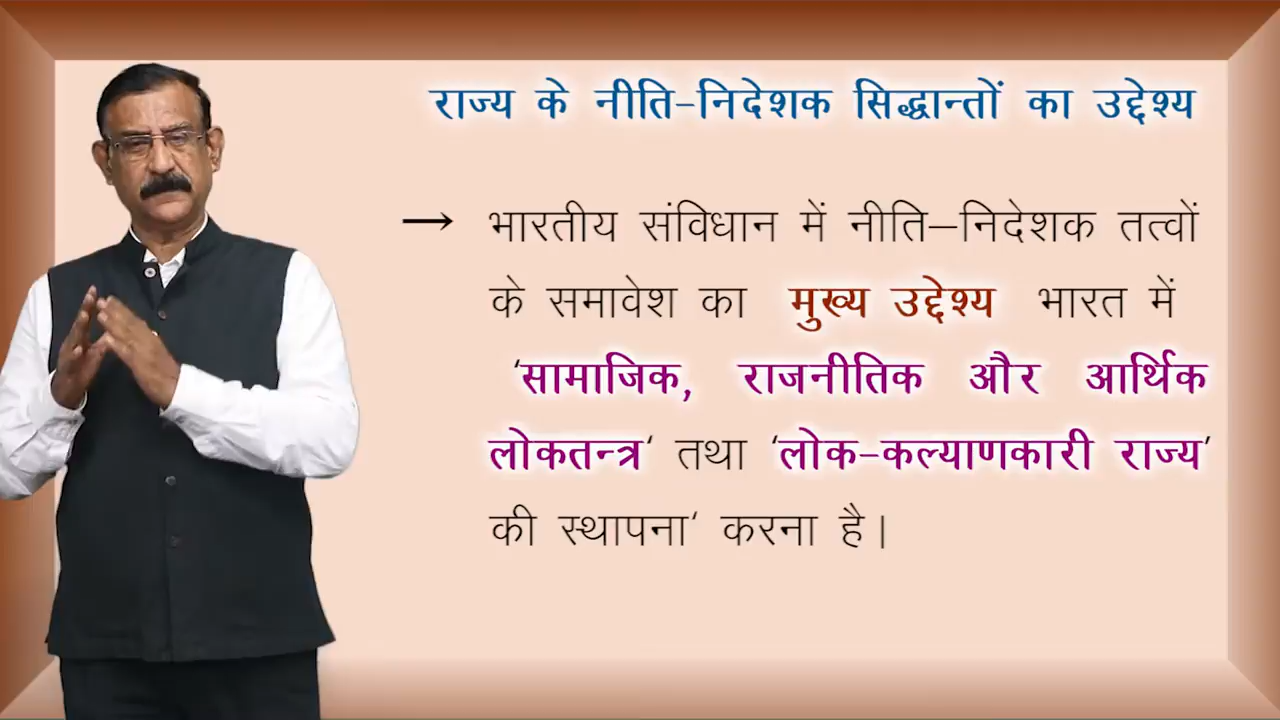 राज्य के नीति-निदेशक सिद्धान्तों का उद्देश्य
→ भारतीय संविधान में नीति–निदेशक तत्वों
के समावेश का मुख्य उद्देश्य भारत में
‘सामाजिक, राजनीतिक और आर्थिक
लोकतन्त्र‘ तथा ‘लोक-कल्याणकारी राज्य’
की स्थापना‘ करना है।